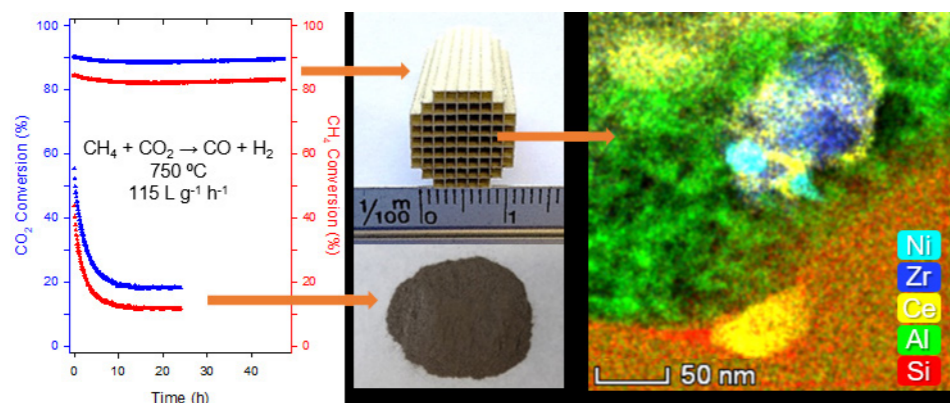 100
80
60
40
20
0
CO₂ Conversion (%)
CH₄ + CO₂ → CO + H₂
750 ºC
115 L g⁻¹ h⁻¹
100
80
60
40
20
0
CH₄ Conversion (%)
0 10 20 30 40
Time (h)
1/100 m 0 1
Ni
Zr
Ce
Al
Si
50 nm